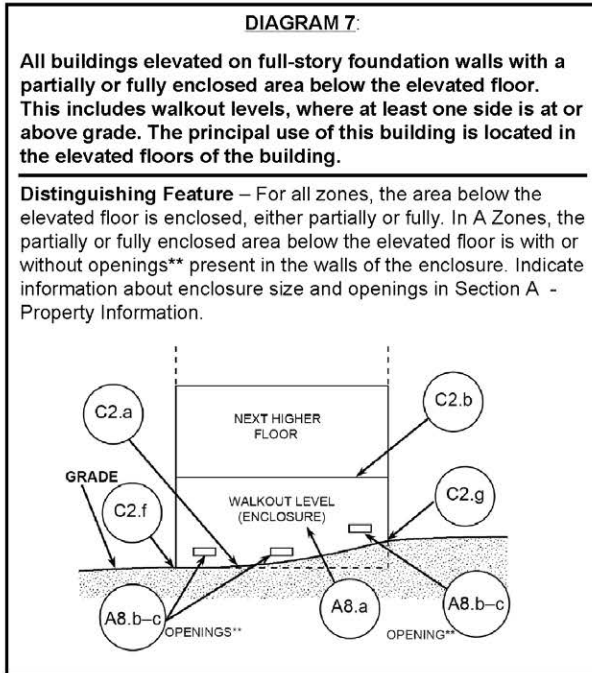 DIAGRAM 7:
All buildings elevated on full-story foundation walls with a
partially or fully enclosed area below the elevated floor.
This includes walkout levels, where at least one side is at or
above grade. The principal use of this building is located in
the elevated floors of the building.
Distinguishing Feature – For all zones, the area below the
elevated floor is enclosed, either partially or fully. In A Zones, the
partially or fully enclosed area below the elevated floor is with or
without openings** present in the walls of the enclosure. Indicate
information about enclosure size and openings in Section A -
Property Information.
C2.a
NEXT HIGHER
FLOOR
C2.b
GRADE
C2.f
WALKOUT LEVEL
(ENCLOSURE)
C2.g
A8.b–c
OPENINGS**
A8.a
OPENING**
A8.b–c